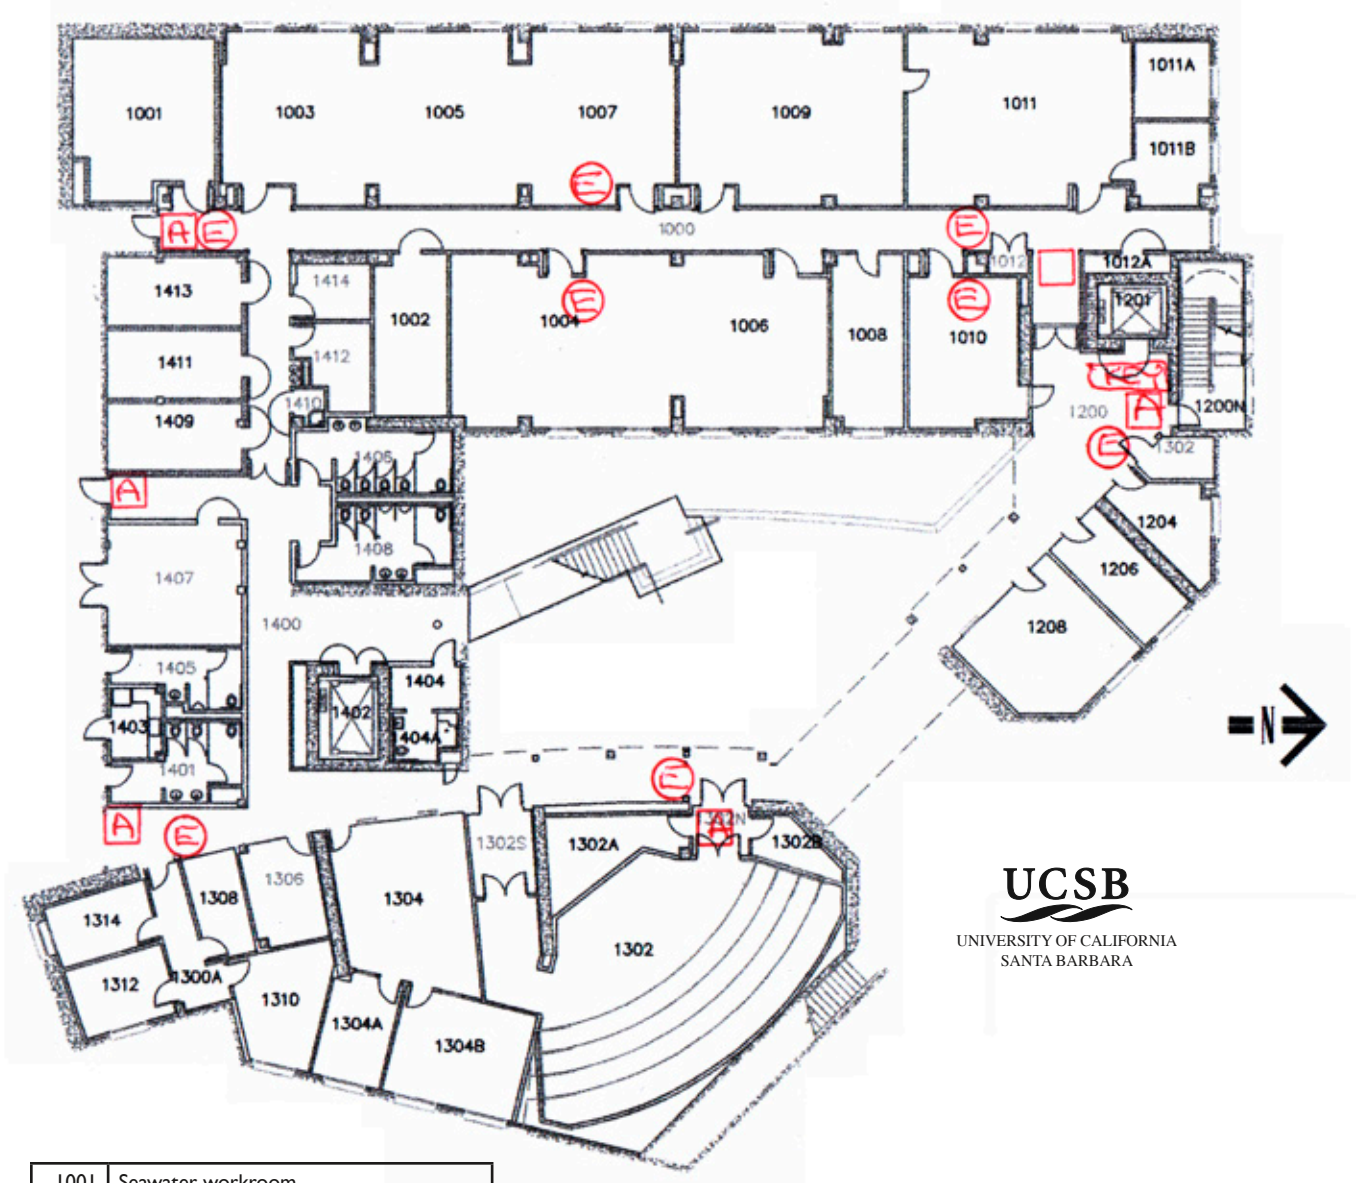 1011A
1001
1003
1005
1007
1009
1011
1011B
E
A
E
1000
E
1012
1012A
1413
1414
1002
1004
E
1006
1008
1010
E
1201
1411
1412
KEY
1409
1410
1200
A
1200N
1406
E
1302
A
1408
1204
1407
1206
1400
1208
1405
1404
1403
1402
404A
N
1401
E
A
E
1302N
A
1302S
1302A
1302B
1306
1308
1304
UCSB
UNIVERSITY OF CALIFORNIA
SANTA BARBARA
1314
1302
1312
1300A
1310
1304A
1304B
1001 Seawater workroom